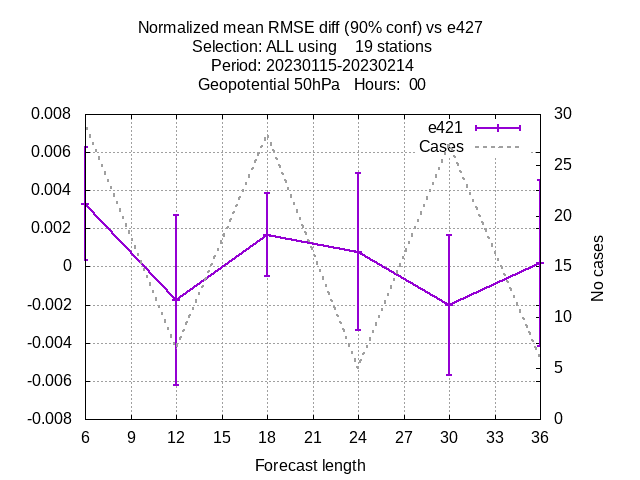 Normalized mean RMSE diff (90% conf) vs e427
Selection: ALL using    19 stations
Period: 20230115-20230214
Geopotential 50hPa   Hours:  00
0.008
0.006
0.004
0.002
0
-0.002
-0.004
-0.006
-0.008
e421
Cases
30
25
20
15
10
5
0
No cases
6 9 12 15 18 21 24 27 30 33 36
Forecast length